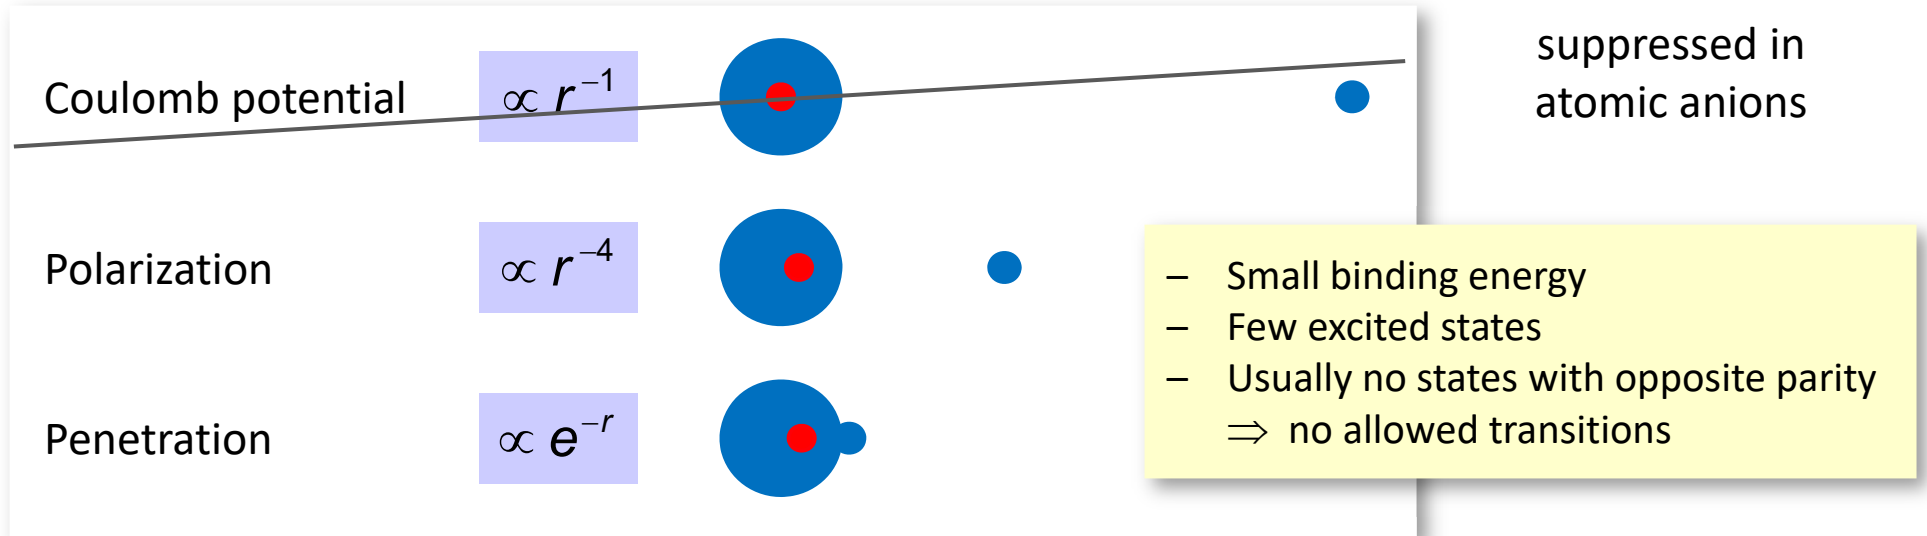 Coulomb potential ∝ r⁻¹
suppressed in
atomic anions
Polarization ∝ r⁻⁴
– Small binding energy
– Few excited states
– Usually no states with opposite parity
⇒ no allowed transitions
Penetration ∝ e⁻ʳ